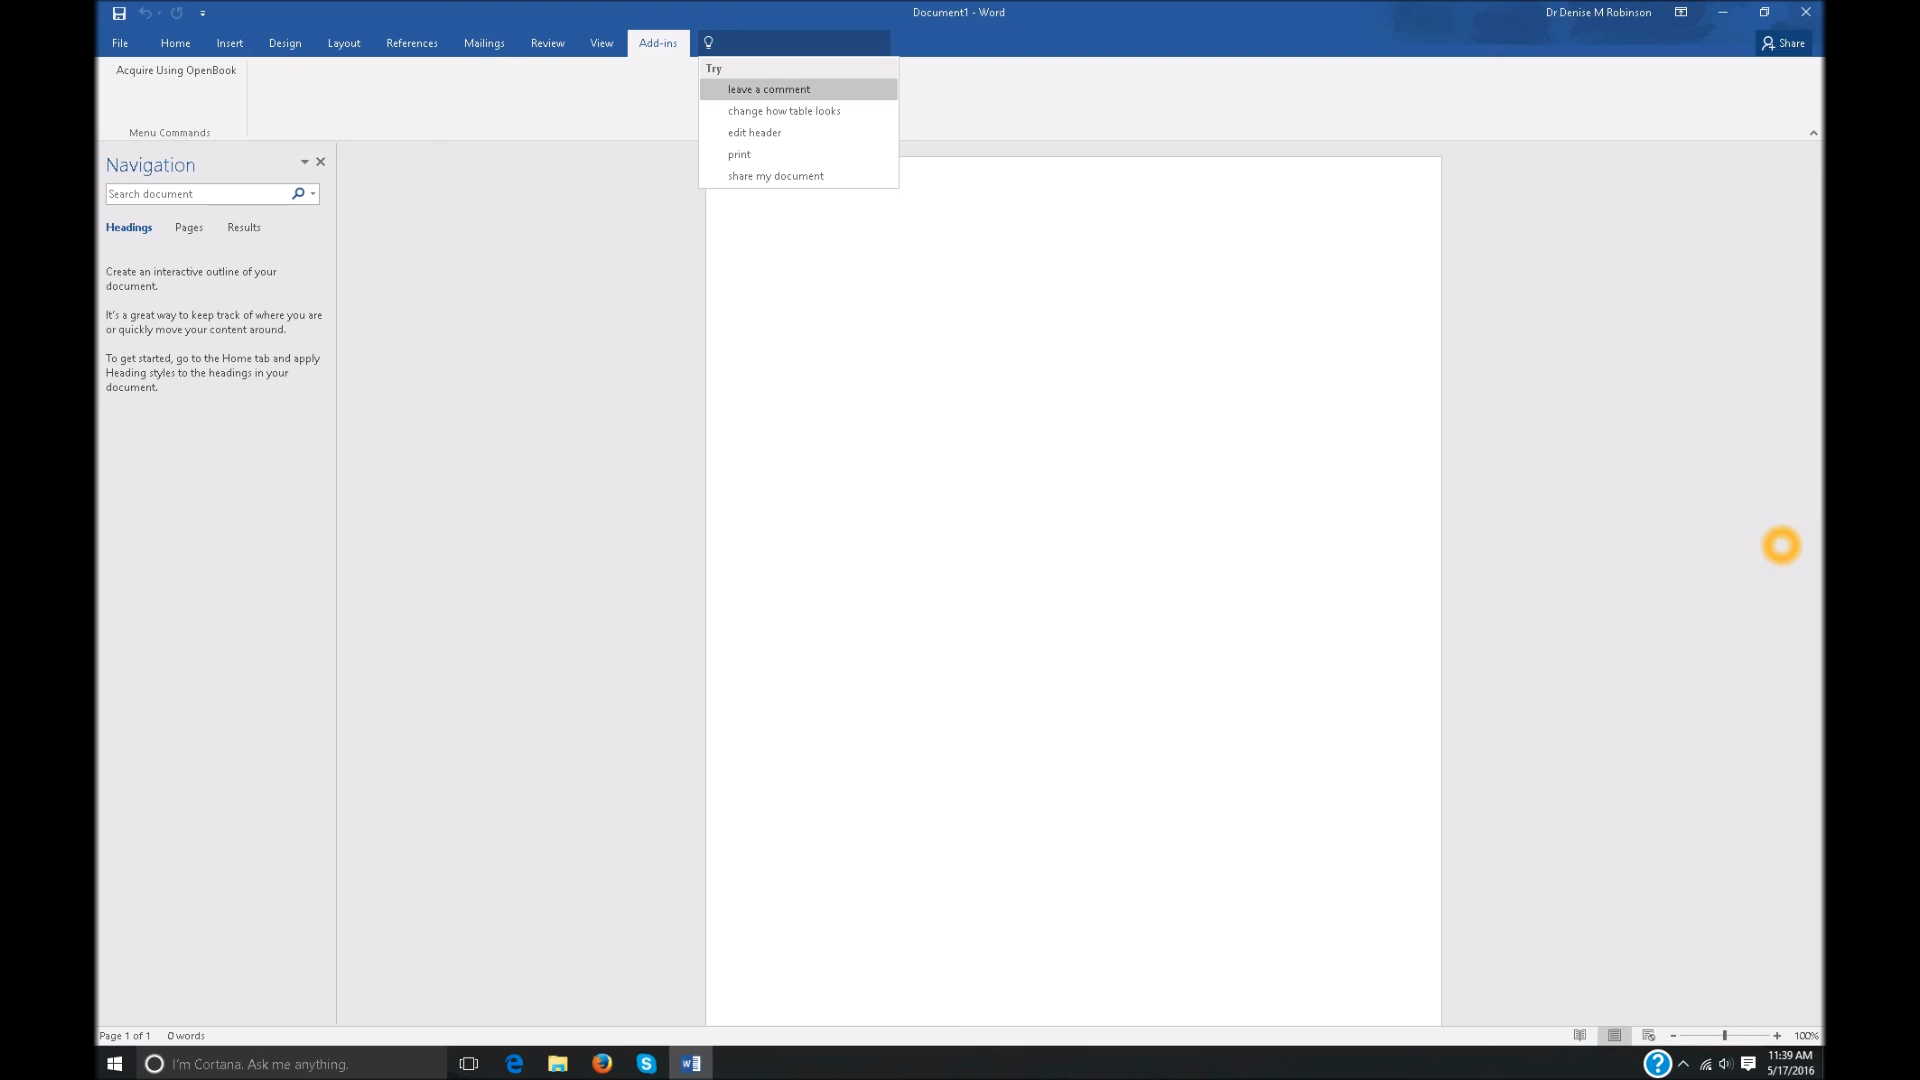 Document1 - Word
Dr Denise M Robinson
File Home Insert Design Layout References Mailings Review View Add-ins
Share
Acquire Using OpenBook
Menu Commands
Try
leave a comment
change how table looks
edit header
print
share my document
Navigation
Search document
Headings Pages Results
Create an interactive outline of your
document.
It's a great way to keep track of where you are
or quickly move your content around.
To get started, go to the Home tab and apply
Heading styles to the headings in your
document.
Page 1 of 1 0 words
100%
I'm Cortana. Ask me anything.
11:39 AM
5/17/2016